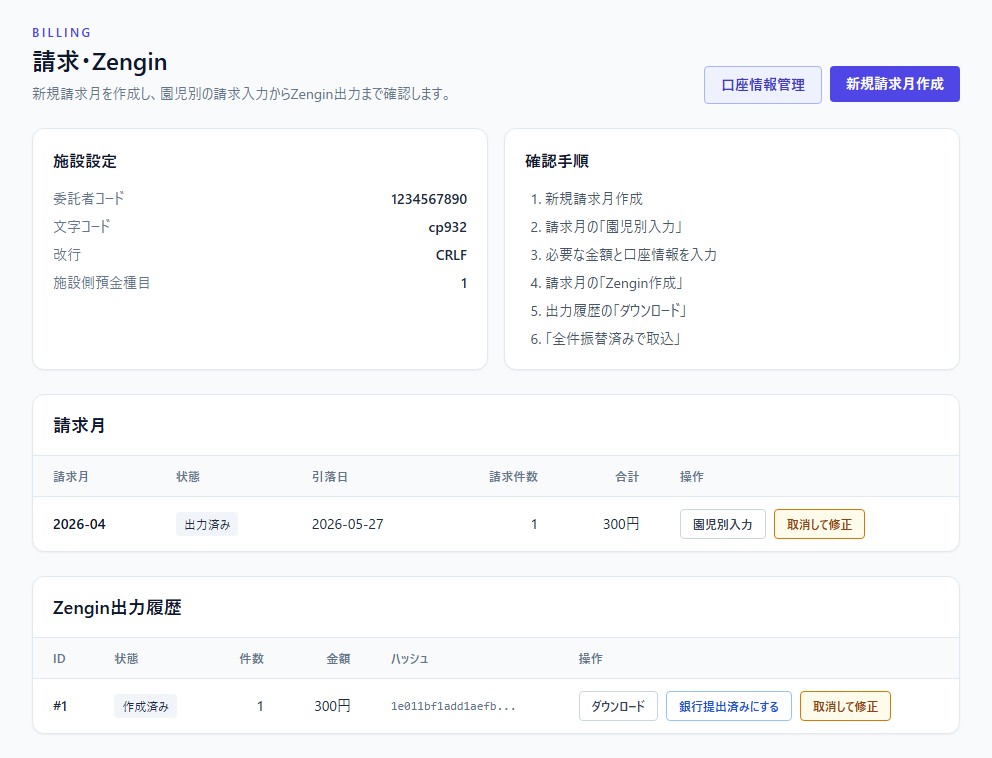 BILLING
請求・Zengin
新規請求月を作成し、園児別の請求入力からZengin出力まで確認します。
口座情報管理
新規請求月作成
施設設定
委託者コード 1234567890
文字コード cp932
改行 CRLF
施設側預金種目 1
確認手順
1. 新規請求月作成
2. 請求月の「園児別入力」
3. 必要な金額と口座情報を入力
4. 請求月の「Zengin作成」
5. 出力履歴の「ダウンロード」
6. 「全件振替済みで取込」
請求月
請求月 状態 引落日 請求件数 合計 操作
2026-04 出力済み 2026-05-27 1 300円 園児別入力 取消して修正
Zengin出力履歴
ID 状態 件数 金額 ハッシュ 操作
#1 作成済み 1 300円 1e011bf1add1aefb... ダウンロード 銀行提出済みにする 取消して修正